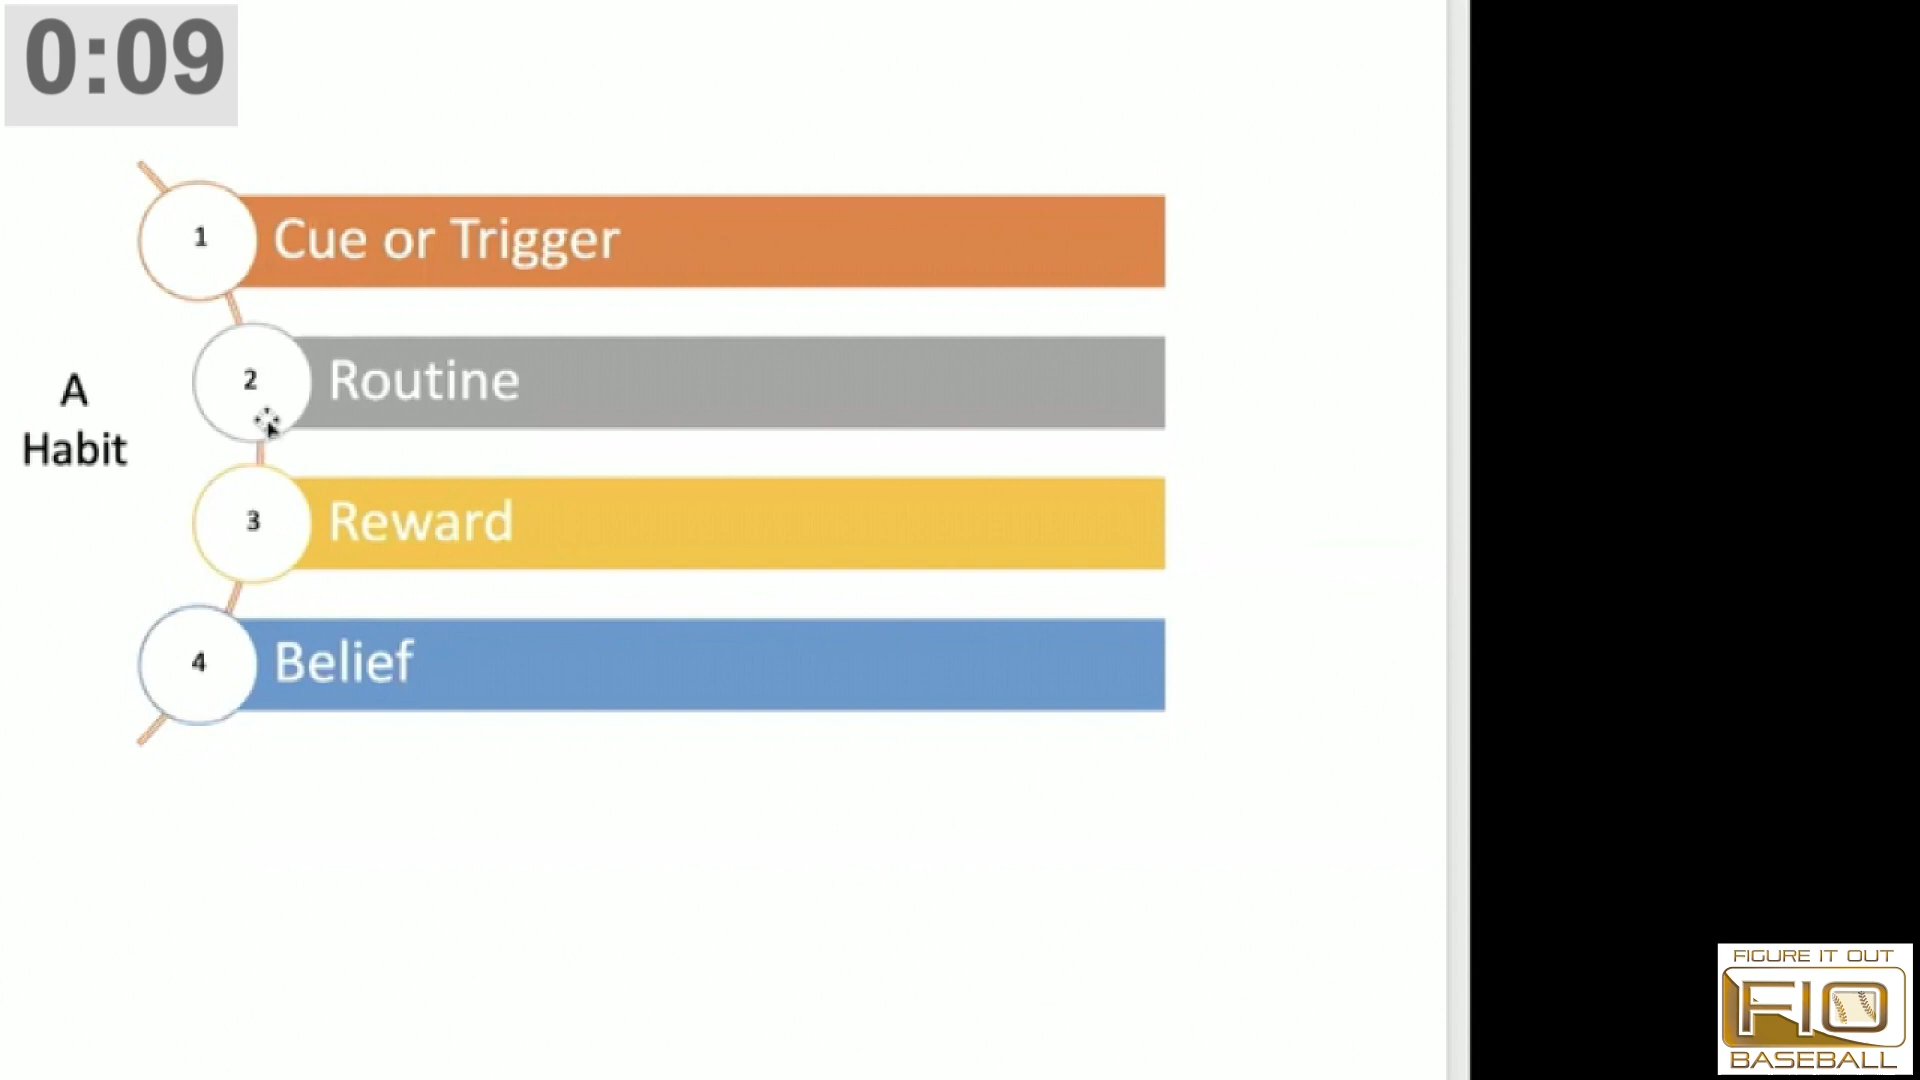 0:09
1
Cue or Trigger
2
Routine
A
Habit
3
Reward
4
Belief
FIGURE IT OUT
FIO
BASEBALL